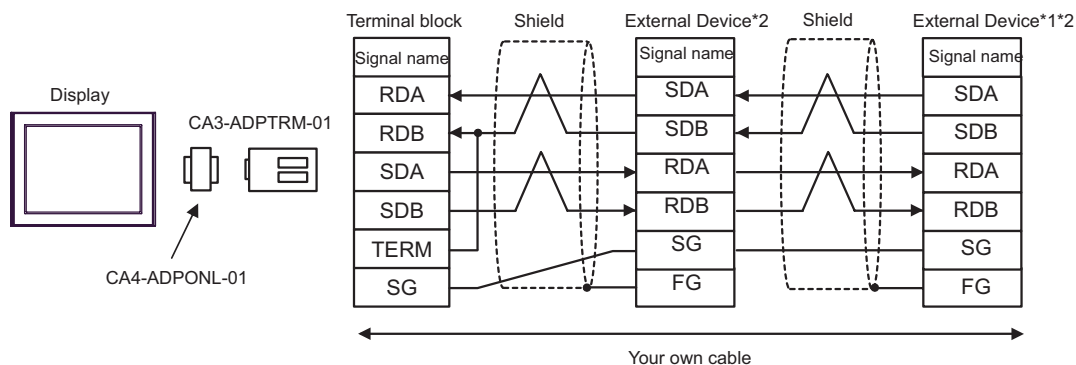 Terminal block Shield External Device*2 Shield External Device*1*2
Signal name Signal name Signal name
RDA SDA SDA
Display
CA3-ADPTRM-01
RDB SDB SDB
SDA RDA RDA
SDB RDB RDB
TERM SG SG
CA4-ADPONL-01
SG FG FG
Your own cable